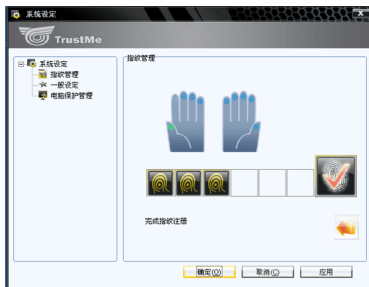 系统设定
TrustMe
系统设定
指纹管理
一般设定
电脑保护管理
指纹管理
完成指纹注册
确定(O)
取消(C)
应用